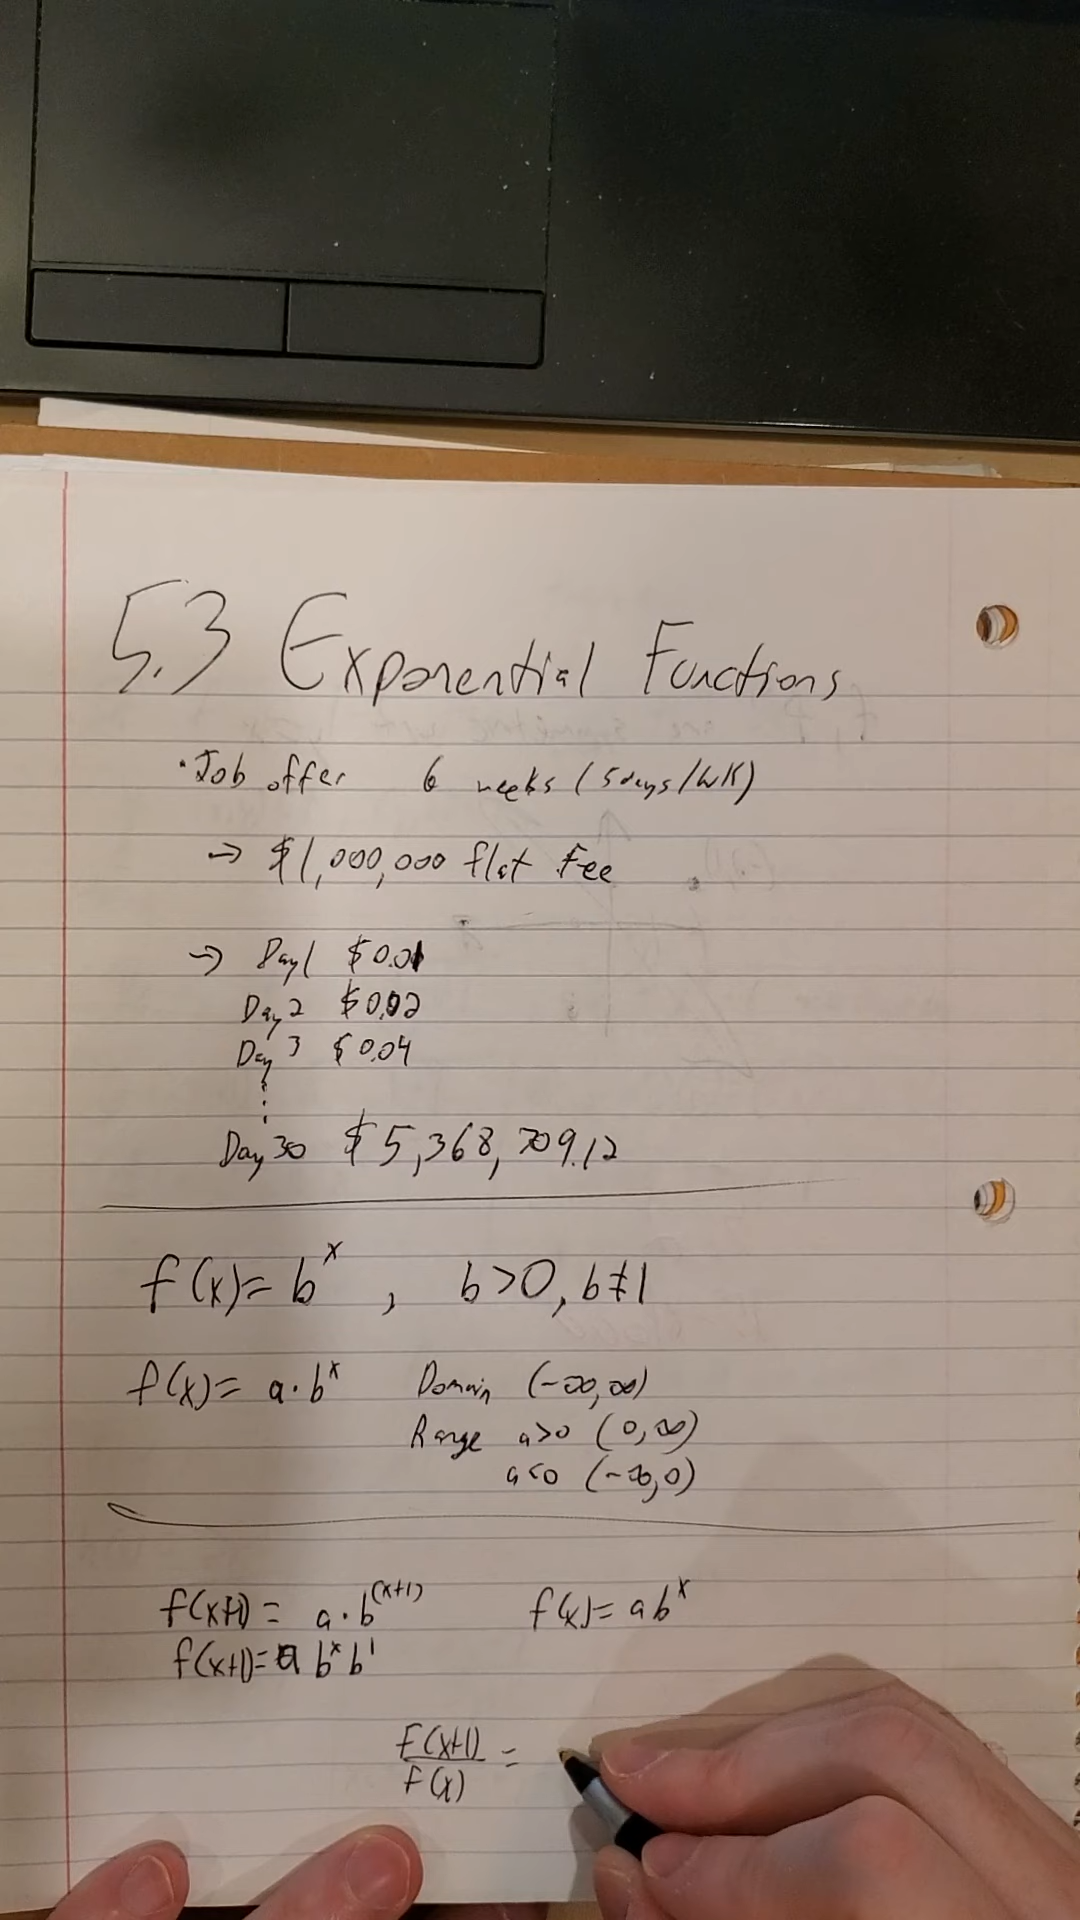 5.3 Exponential Functions
· Job offer 6 weeks (5days/WK)
→ $1,000,000 flat Fee
→ Day 1 $0.01
Day 2 $0.02
Day 3 $0.04
⋮
Day 30 $5,368,709.12
f(x)= b^x , b>0, b≠1
f(x)= a·b^x Domain (-∞,∞)
Range a>0 (0,∞)
a<0 (-∞,0)
f(x+1)= a·b^(x+1) f(x)= ab^x
f(x+1)= a b^x b^1
F(x+1)/F(x) =